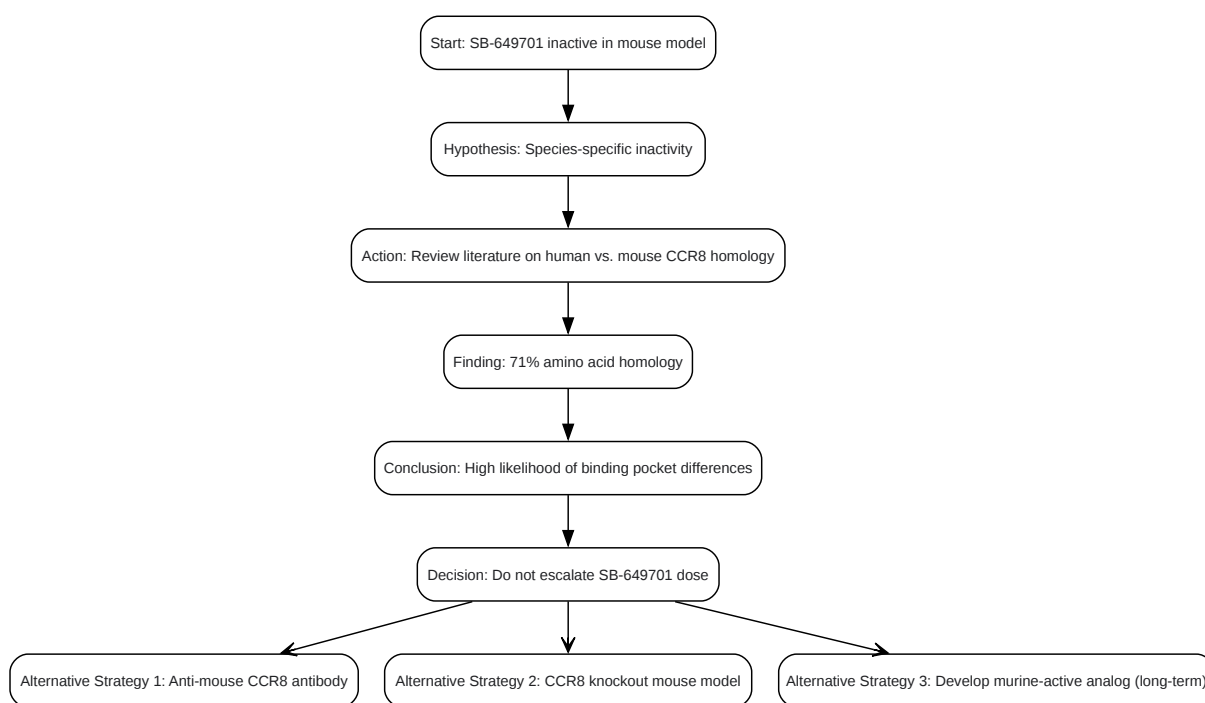 Start: SB-649701 inactive in mouse model
Hypothesis: Species-specific inactivity
Action: Review literature on human vs. mouse CCR8 homology
Finding: 71% amino acid homology
Conclusion: High likelihood of binding pocket differences
Decision: Do not escalate SB-649701 dose
Alternative Strategy 1: Anti-mouse CCR8 antibody
Alternative Strategy 2: CCR8 knockout mouse model
Alternative Strategy 3: Develop murine-active analog (long-term)